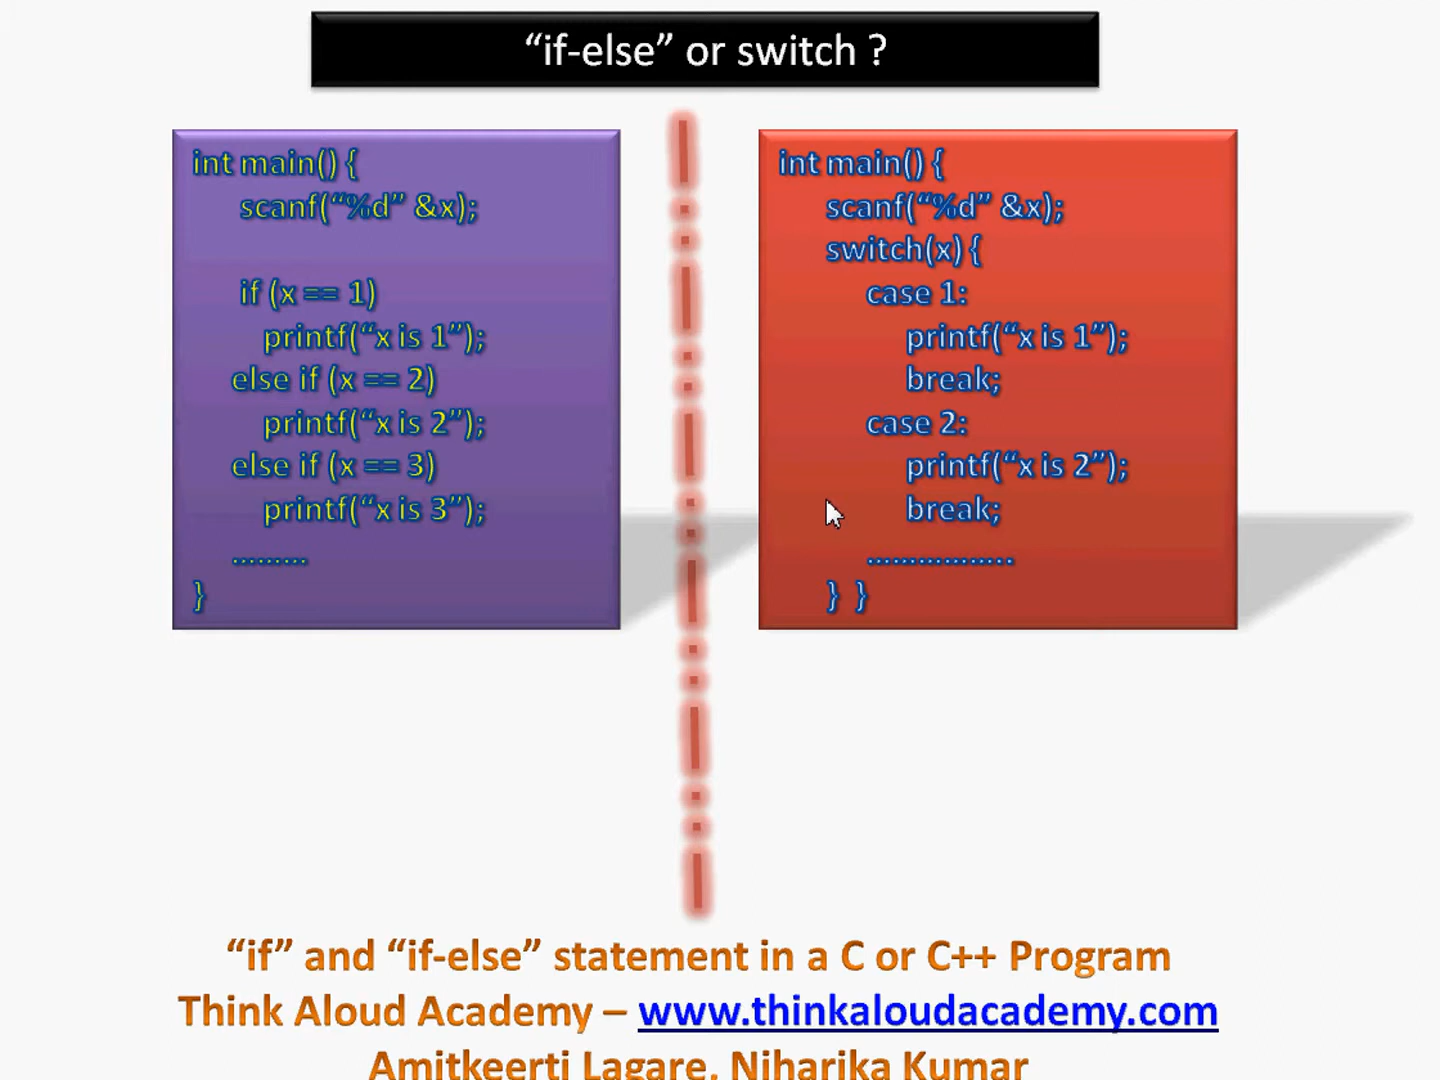 “if-else” or switch ?
int main() {
scanf(“%d” &x);
if (x == 1)
printf(“x is 1”);
else if (x == 2)
printf(“x is 2”);
else if (x == 3)
printf(“x is 3”);
.........
}
int main() {
scanf(“%d” &x);
switch(x) {
case 1:
printf(“x is 1”);
break;
case 2:
printf(“x is 2”);
break;
.................
} }
“if” and “if-else” statement in a C or C++ Program
Think Aloud Academy – www.thinkaloudacademy.com
Amitkeerti Lagare, Niharika Kumar